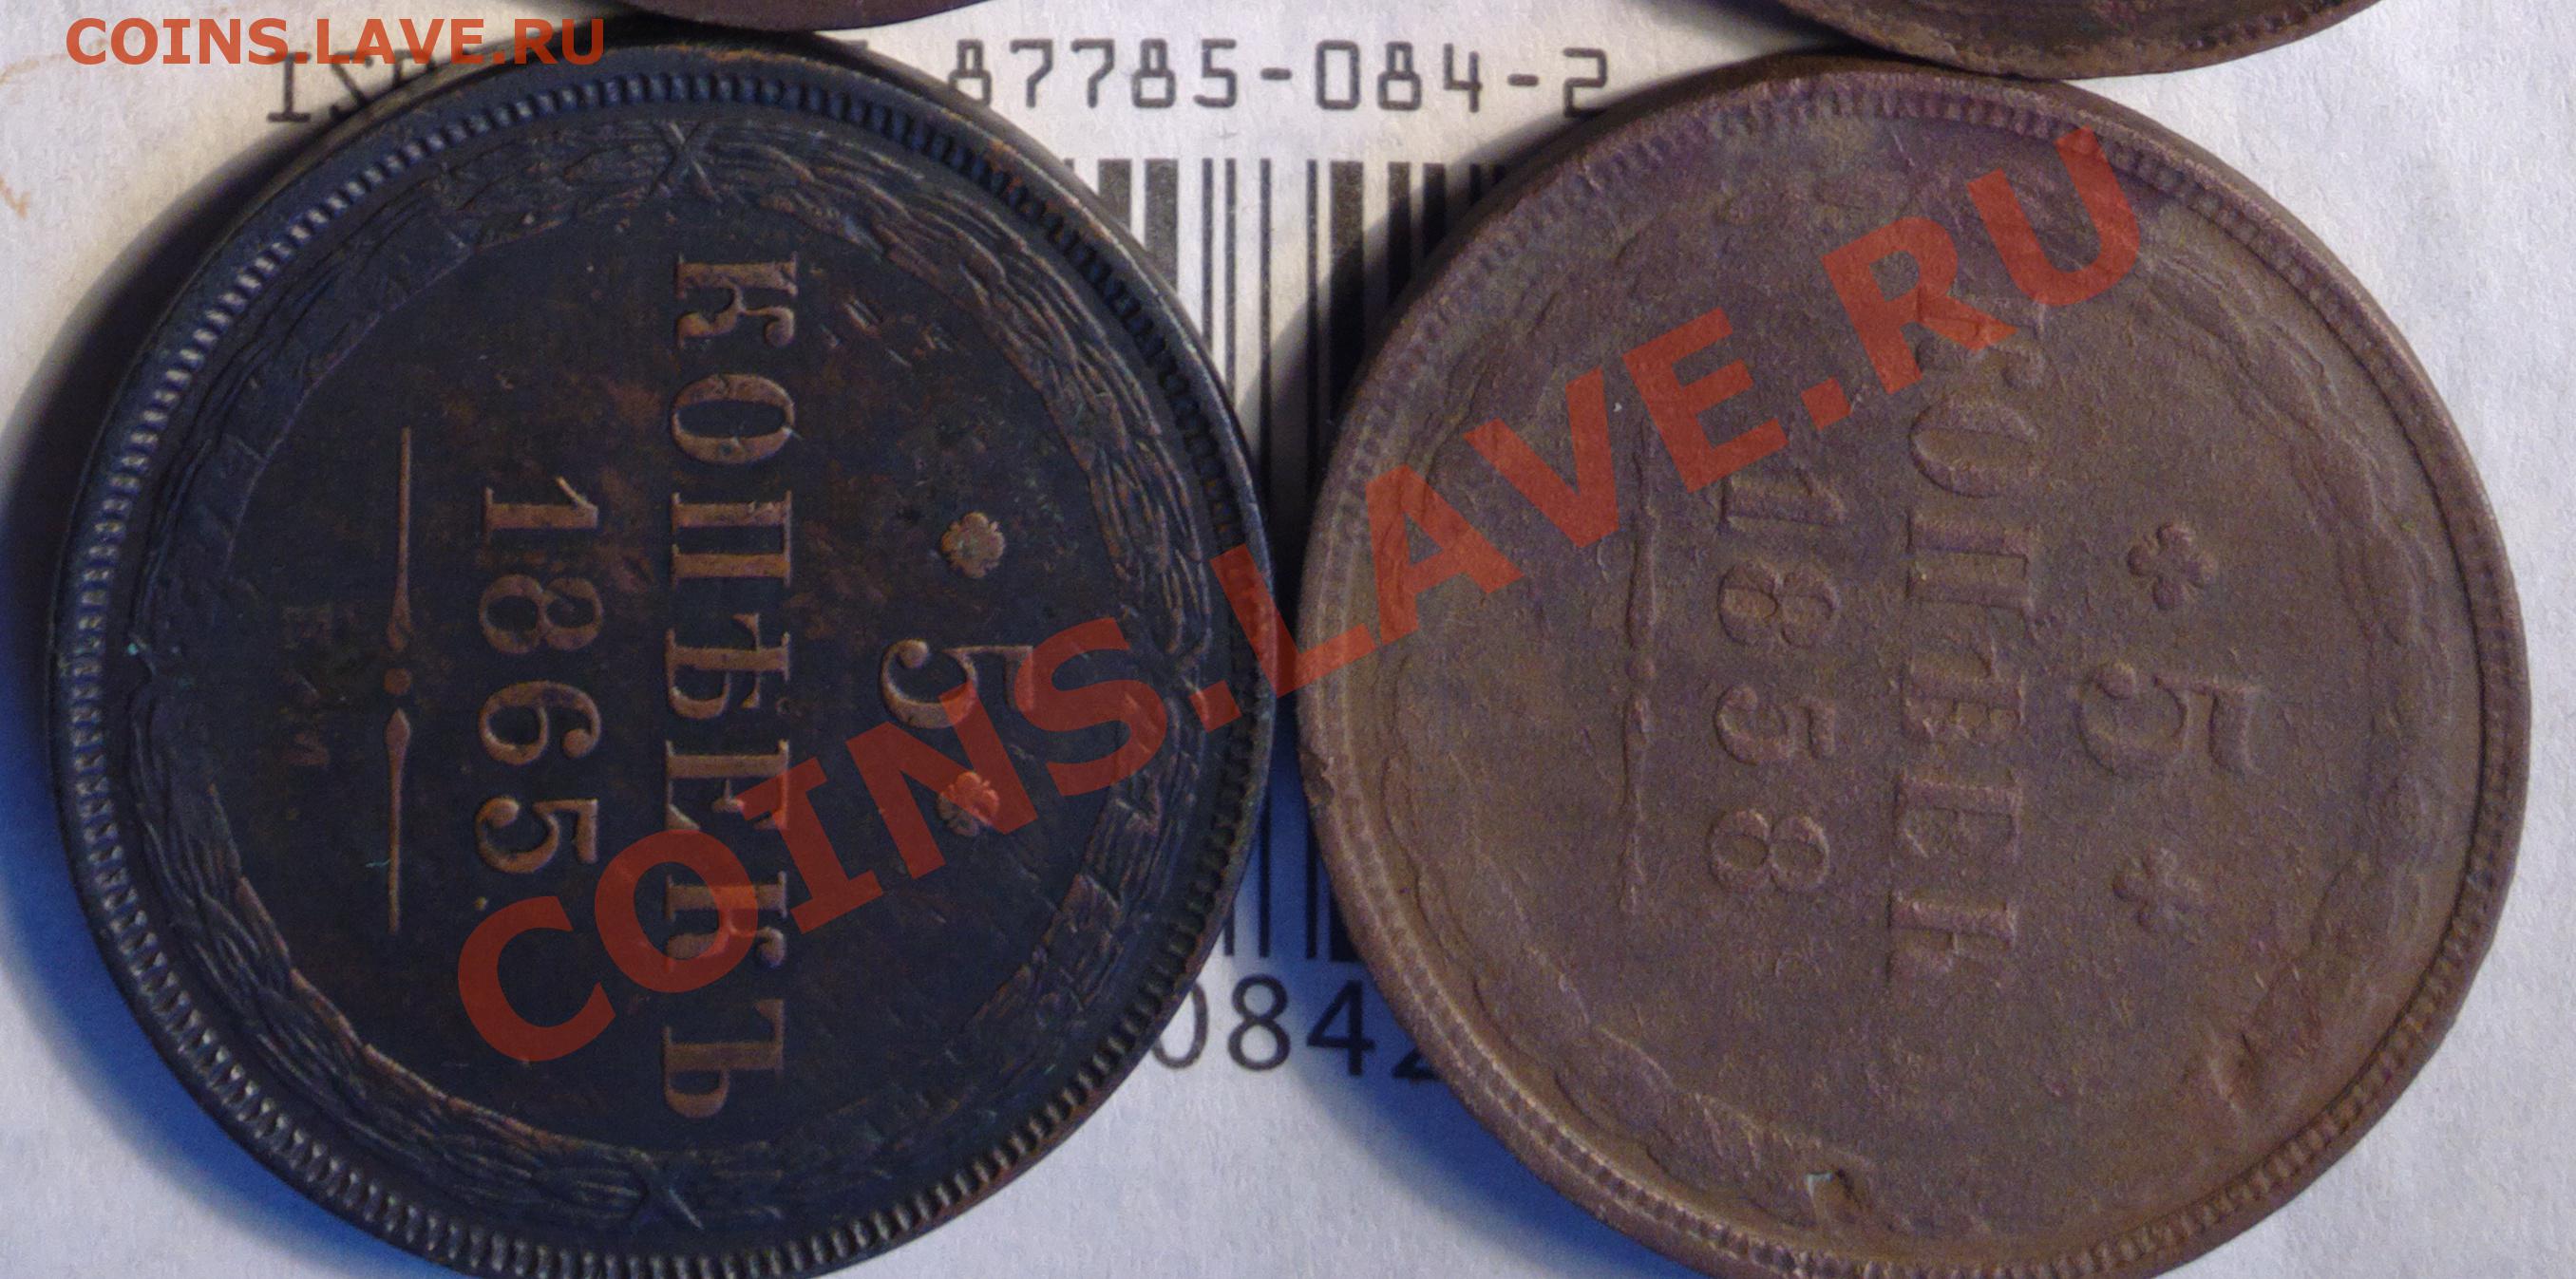 COINS.LAVE.RU
87785-084-2
* 5 *
КОПѢЕКЪ
1865
Е.М.
* 5 *
КОПѢЕКЪ
1858
0842
COINS.LAVE.RU